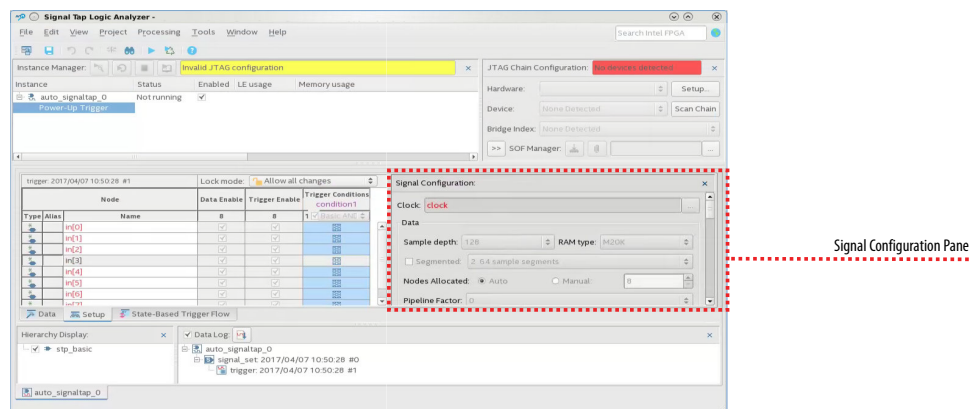 Signal Tap Logic Analyzer -
File Edit View Project Processing Tools Window Help
Search Intel FPGA
Instance Manager: Invalid JTAG configuration
Instance Status Enabled LE usage Memory usage
auto_signaltap_0 Not running
Power-Up Trigger
JTAG Chain Configuration: No devices detected
Hardware: Setup...
Device: None Detected Scan Chain
Bridge Index: None Detected
>> SOF Manager: ...
trigger: 2017/04/07 10:50:28 #1 Lock mode: Allow all changes
Node Data Enable Trigger Enable Trigger Conditions
condition1
Type Alias Name 8 8 1 Basic AND
in[0]
in[1]
in[2]
in[3]
in[4]
in[5]
in[6]
in[7]
Data Setup State-Based Trigger Flow
Signal Configuration:
Clock: clock ...
Data
Sample depth: 128 RAM type: M20K
Segmented: 2 64 sample segments
Nodes Allocated: Auto Manual: 8
Pipeline Factor: 0
Signal Configuration Pane
Hierarchy Display:
stp_basic
Data Log:
auto_signaltap_0
signal_set: 2017/04/07 10:50:28 #0
trigger: 2017/04/07 10:50:28 #1
auto_signaltap_0